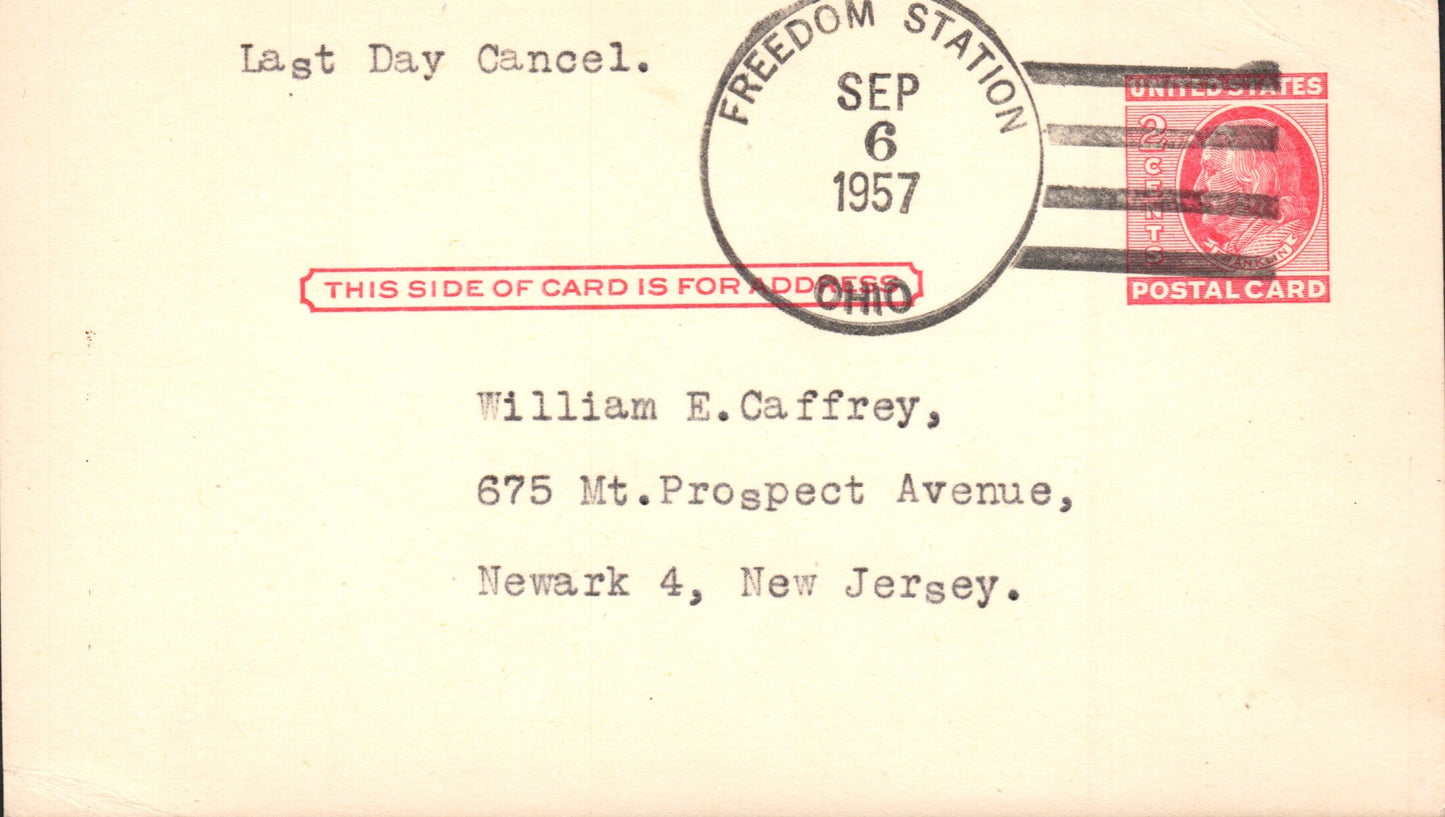 Last Day Cancel.
FREEDOM STATION
SEP
6
1957
OHIO
UNITED STATES
2 CENTS
FRANKLIN
POSTAL CARD
THIS SIDE OF CARD IS FOR ADDRESS
William E.Caffrey,
675 Mt.Prospect Avenue,
Newark 4, New Jersey.